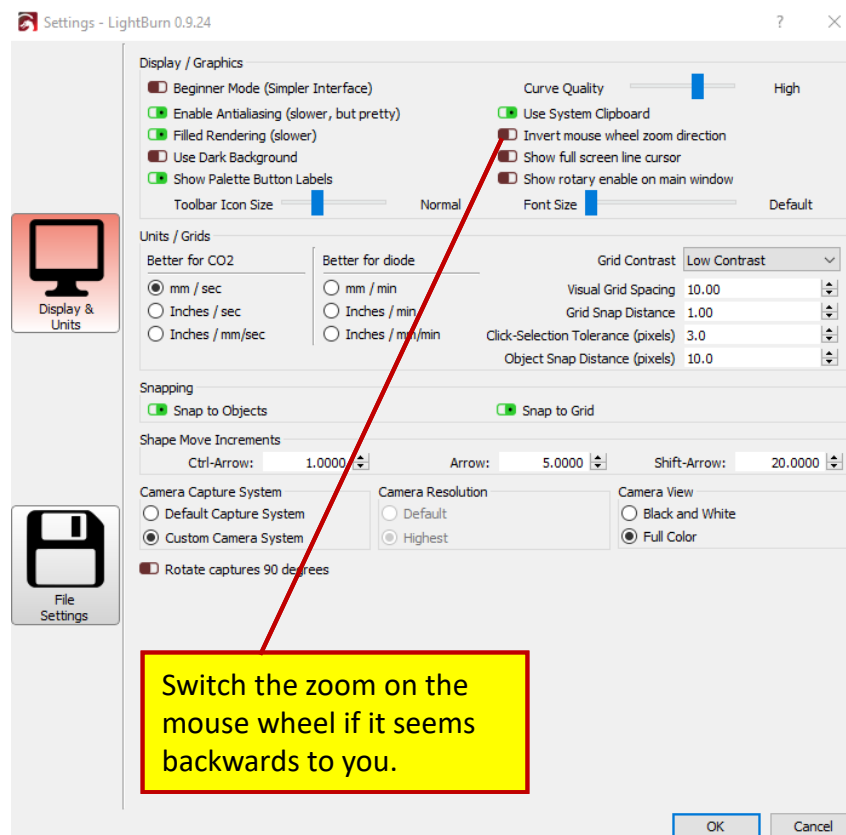 Settings - LightBurn 0.9.24
?
Display / Graphics
Beginner Mode (Simpler Interface)
Curve Quality
High
Enable Antialiasing (slower, but pretty)
Use System Clipboard
Filled Rendering (slower)
Invert mouse wheel zoom direction
Use Dark Background
Show full screen line cursor
Show Palette Button Labels
Show rotary enable on main window
Toolbar Icon Size
Normal
Font Size
Default
Display &
Units
Units / Grids
Better for CO2
Better for diode
Grid Contrast Low Contrast
mm / sec
mm / min
Visual Grid Spacing 10.00
Inches / sec
Inches / min
Grid Snap Distance 1.00
Inches / mm/sec
Inches / mm/min
Click-Selection Tolerance (pixels) 3.0
Object Snap Distance (pixels) 10.0
Snapping
Snap to Objects
Snap to Grid
Shape Move Increments
Ctrl-Arrow: 1.0000
Arrow: 5.0000
Shift-Arrow: 20.0000
Camera Capture System
Camera Resolution
Camera View
Default Capture System
Default
Black and White
Custom Camera System
Highest
Full Color
Rotate captures 90 degrees
File
Settings
Switch the zoom on the
mouse wheel if it seems
backwards to you.
OK
Cancel